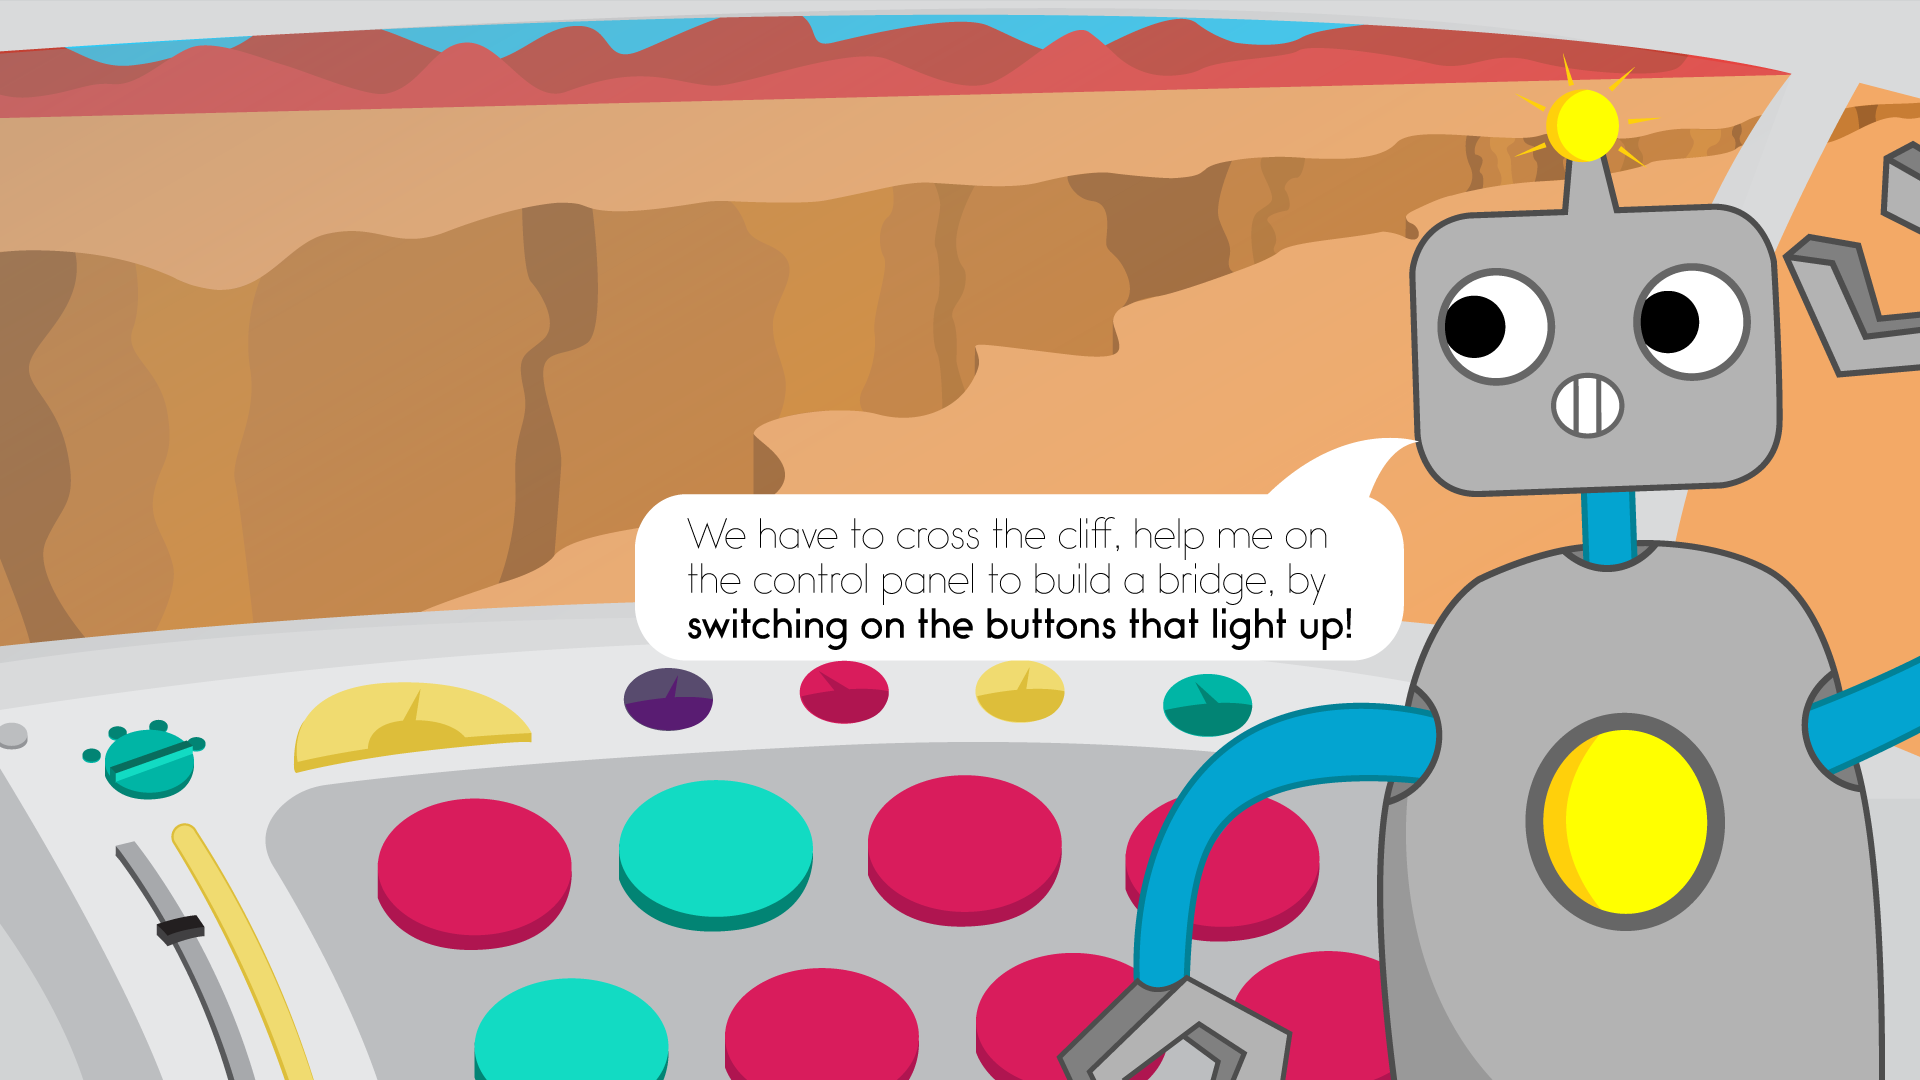 We have to cross the cliff, help me on
the control panel to build a bridge, by
switching on the buttons that light up!